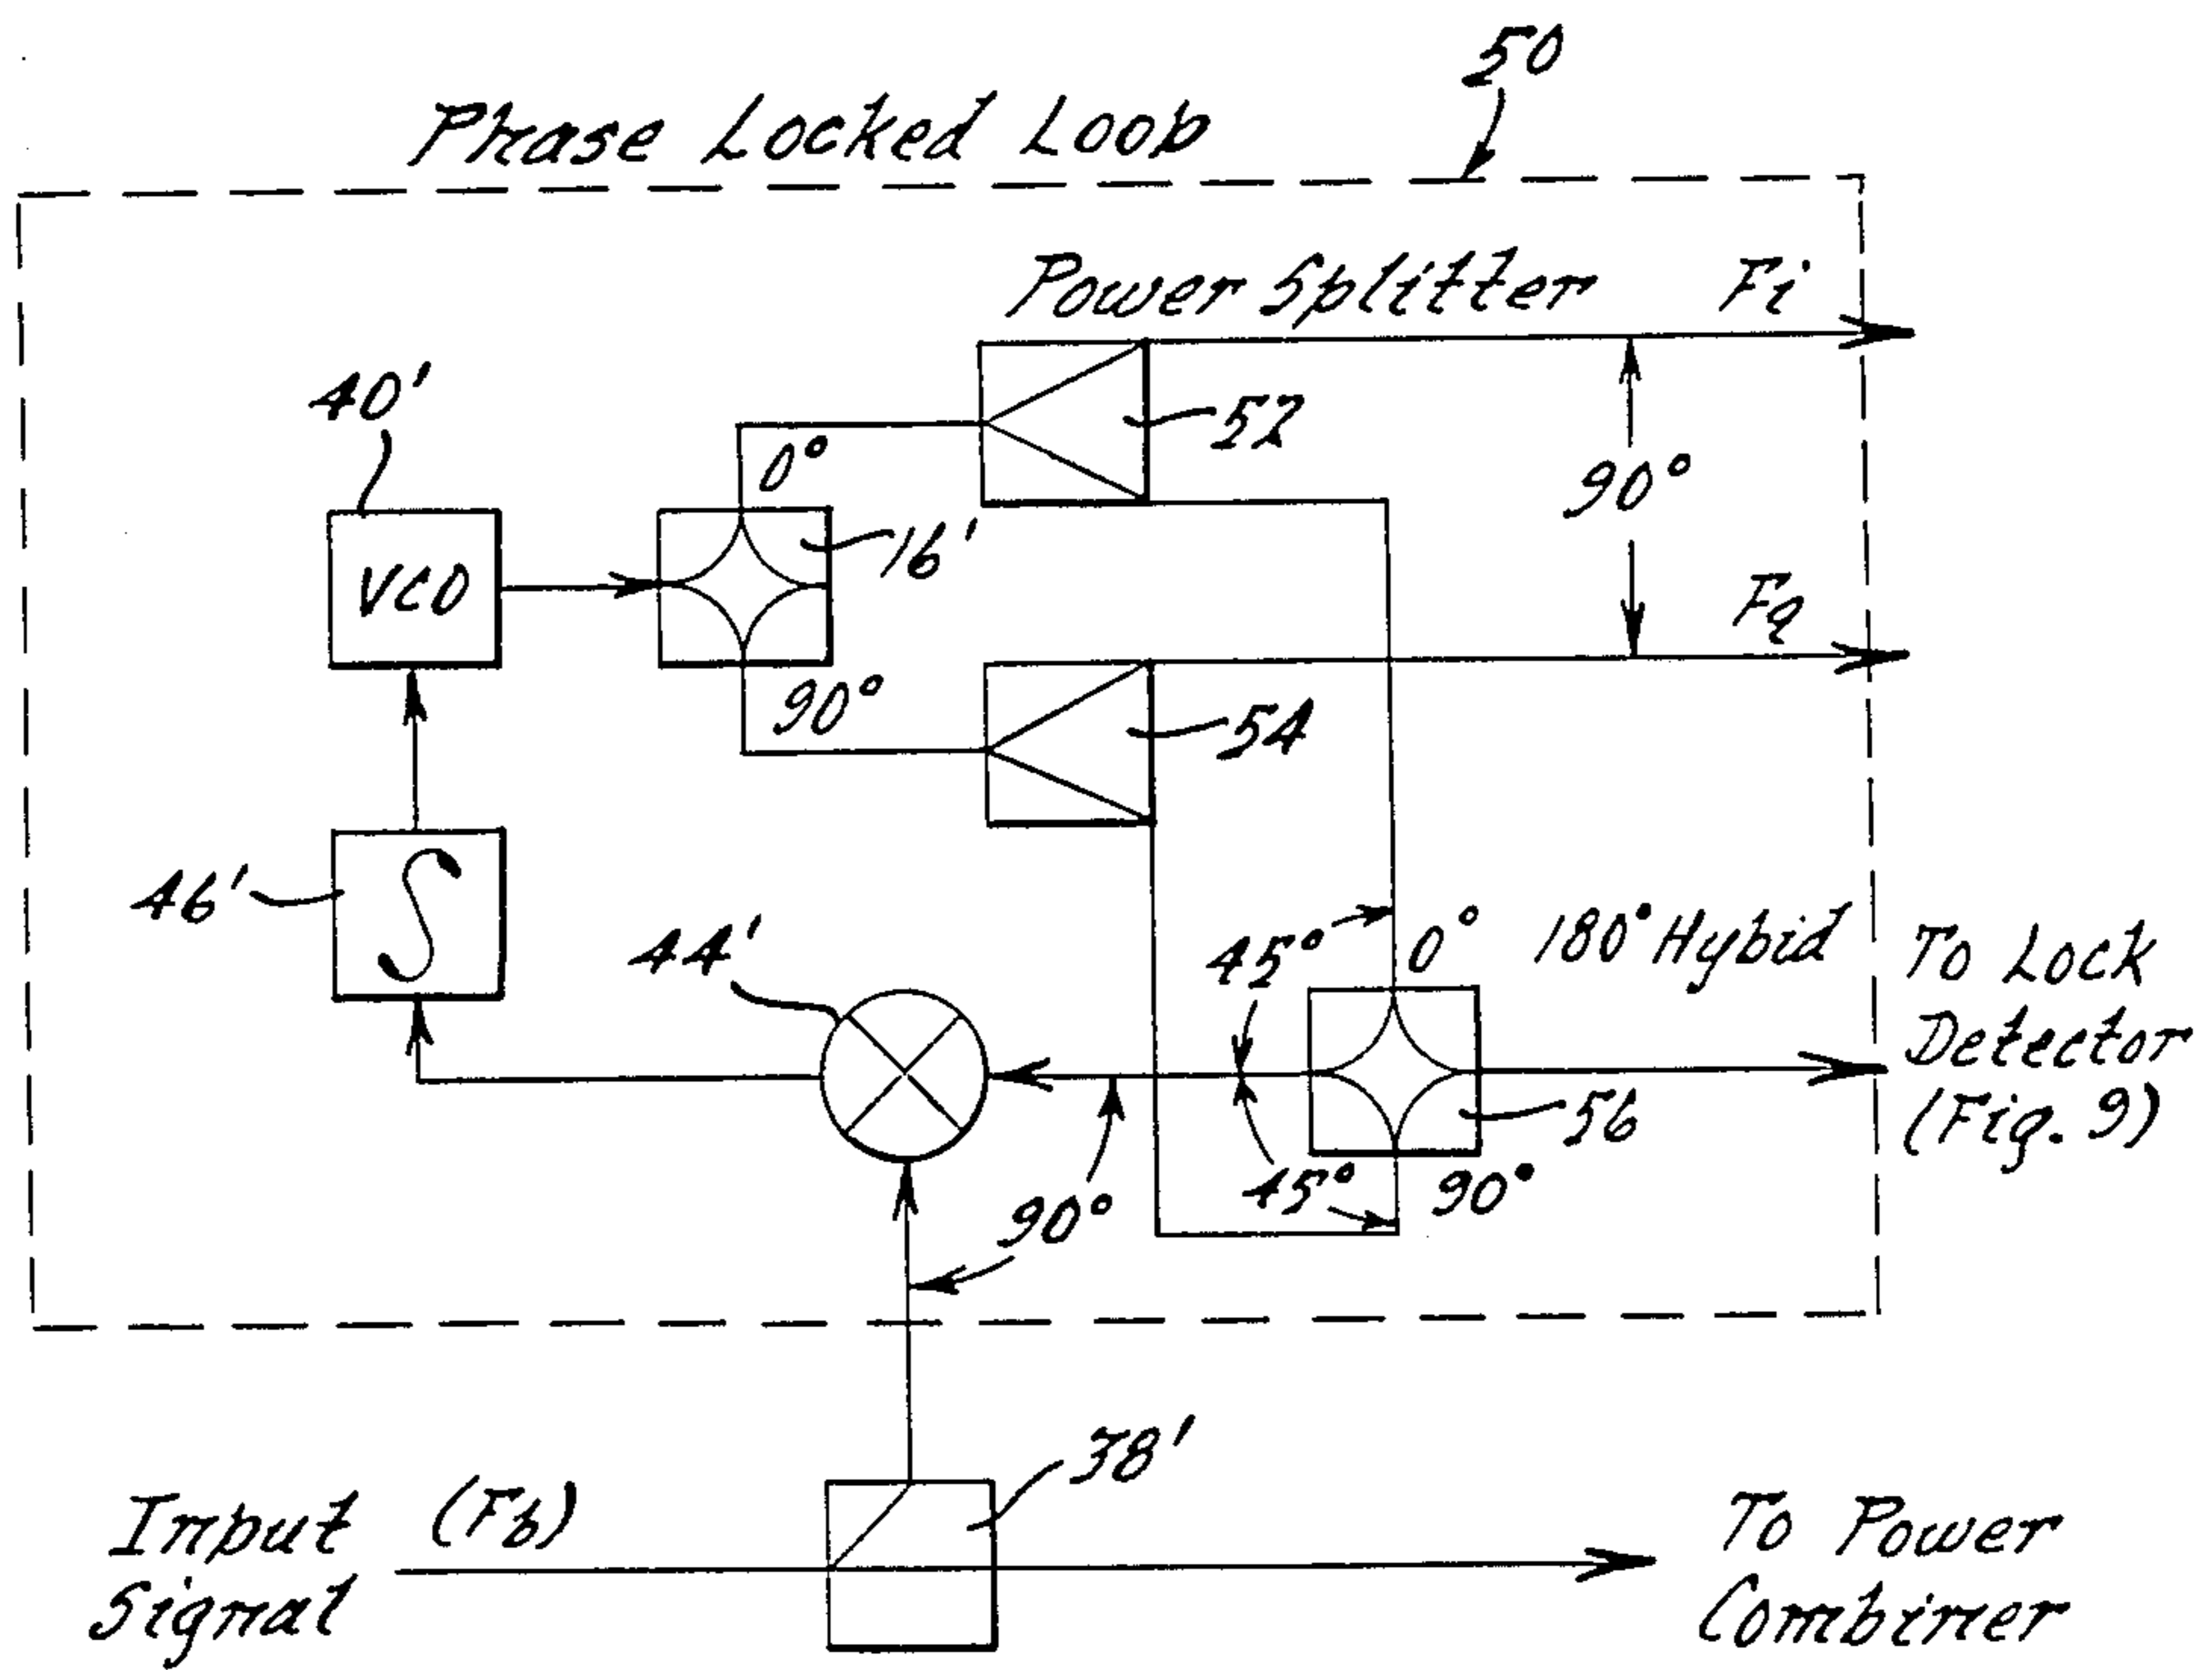 50
Phase Locked Loop
Power Splitter
Fi
40'
52
0°
90°
16'
VCO
Fq
90°
54
46'
44'
45°
0°
180° Hybid
To Lock
Detector
(Fig. 9)
56
45°
90°
90°
38'
Input
Signal
(Fb)
To Power
Combiner